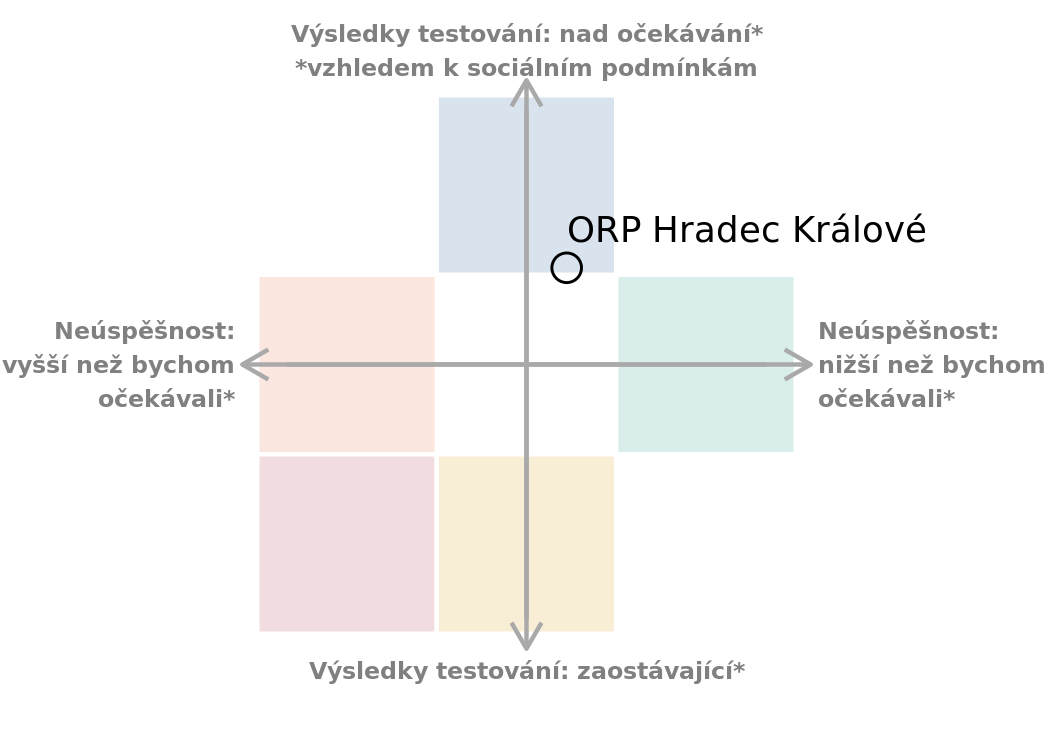 Výsledky testování: nad očekávání*
*vzhledem k sociálním podmínkám
ORP Hradec Králové
Neúspěšnost:
vyšší než bychom
očekávali*
Neúspěšnost:
nižší než bychom
očekávali*
Výsledky testování: zaostávající*